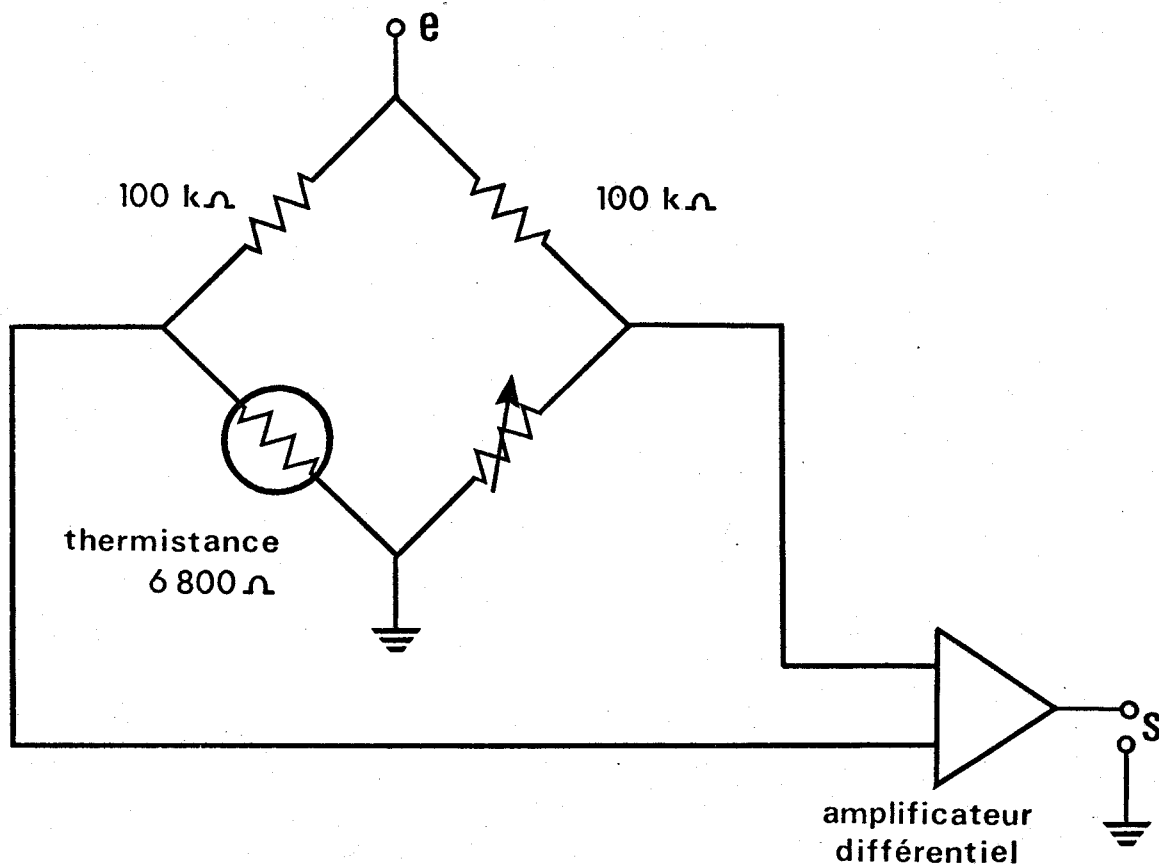 e
100 kΩ
100 kΩ
thermistance
6 800 Ω
S
amplificateur
différentiel